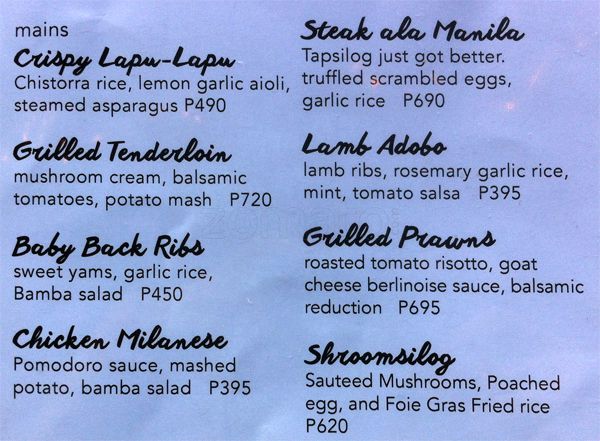 mains
Crispy Lapu-Lapu
Chistorra rice, lemon garlic aioli,
steamed asparagus P490
Grilled Tenderloin
mushroom cream, balsamic
tomatoes, potato mash P720
Baby Back Ribs
sweet yams, garlic rice,
Bamba salad P450
Chicken Milanese
Pomodoro sauce, mashed
potato, bamba salad P395
Steak ala Manila
Tapsilog just got better.
truffled scrambled eggs,
garlic rice P690
Lamb Adobo
lamb ribs, rosemary garlic rice,
mint, tomato salsa P395
Grilled Prawns
roasted tomato risotto, goat
cheese berlinoise sauce, balsamic
reduction P695
Shroomsilog
Sauteed Mushrooms, Poached
egg, and Foie Gras Fried rice
P620